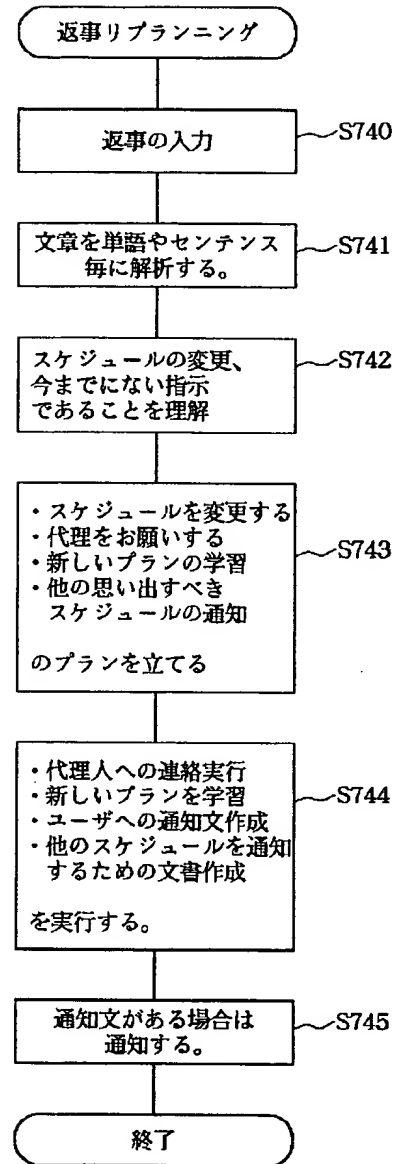 返事リプランニング
返事の入力
S740
文章を単語やセンテンス
毎に解析する。
S741
スケジュールの変更、
今までにない指示
であることを理解
S742
・スケジュールを変更する
・代理をお願いする
・新しいプランの学習
・他の思い出すべき
スケジュールの通知
のプランを立てる
S743
・代理人への連絡実行
・新しいプランを学習
・ユーザへの通知文作成
・他のスケジュールを通知
するための文書作成
を実行する。
S744
通知文がある場合は
通知する。
S745
終了